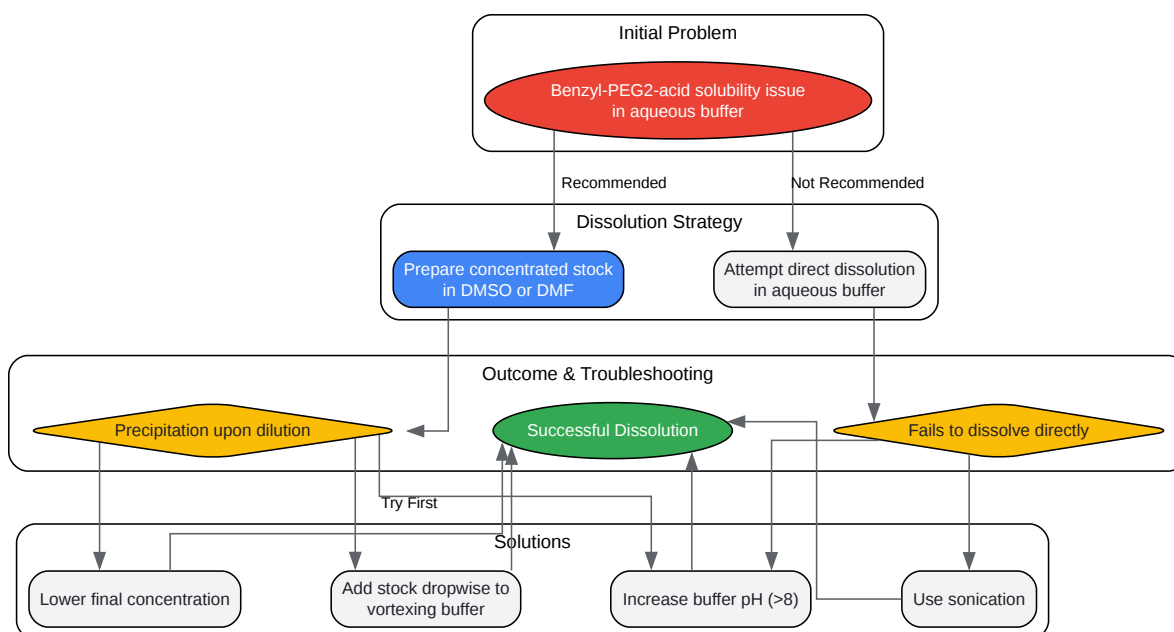 Initial Problem
Benzyl-PEG2-acid solubility issue
in aqueous buffer
Recommended
Not Recommended
Dissolution Strategy
Prepare concentrated stock
in DMSO or DMF
Attempt direct dissolution
in aqueous buffer
Outcome & Troubleshooting
Precipitation upon dilution
Successful Dissolution
Fails to dissolve directly
Try First
Solutions
Lower final concentration
Add stock dropwise to
vortexing buffer
Increase buffer pH (>8)
Use sonication